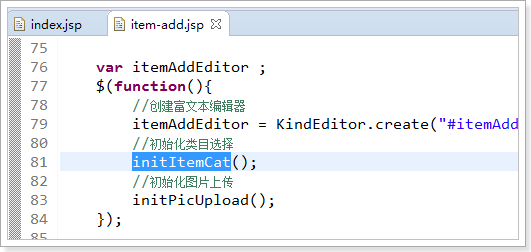 index.jsp item-add.jsp
75
76 var itemAddEditor ;
77 $(function(){
78 //创建富文本编辑器
79 itemAddEditor = KindEditor.create("#itemAdd
80 //初始化类目选择
81 initItemCat();
82 //初始化图片上传
83 initPicUpload();
84 });
85